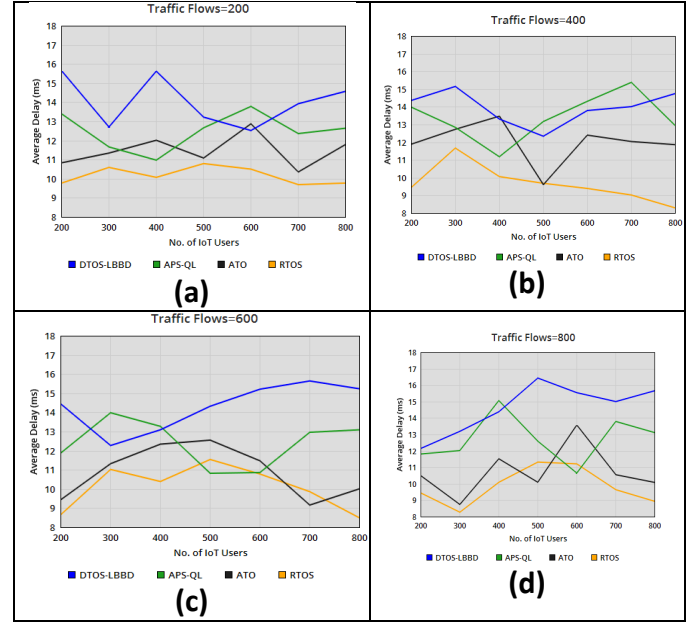 Traffic Flows=200
18
17
16
15
14
13
12
11
10
9
8
Average Delay (ms)
200 300 400 500 600 700 800
No. of IoT Users
DTOS-LBBD APS-QL ATO RTOS
(a)
Traffic Flows=400
18
17
16
15
14
13
12
11
10
9
8
Average Delay (ms)
200 300 400 500 600 700 800
No. of IoT Users
DTOS-LBBD APS-QL ATO RTOS
(b)
Traffic Flows=600
18
17
16
15
14
13
12
11
10
9
8
Average Delay (ms)
200 300 400 500 600 700 800
No. of IoT Users
DTOS-LBBD APS-QL ATO RTOS
(c)
Traffic Flows=800
18
17
16
15
14
13
12
11
10
9
8
Average Delay (ms)
200 300 400 500 600 700 800
No. of IoT Users
DTOS-LBBD APS-QL ATO RTOS
(d)